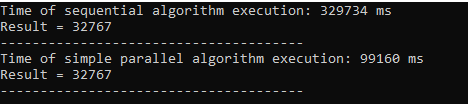 Time of sequential algorithm execution: 329734 ms
Result = 32767
--------------------------------------
Time of simple parallel algorithm execution: 99160 ms
Result = 32767
--------------------------------------